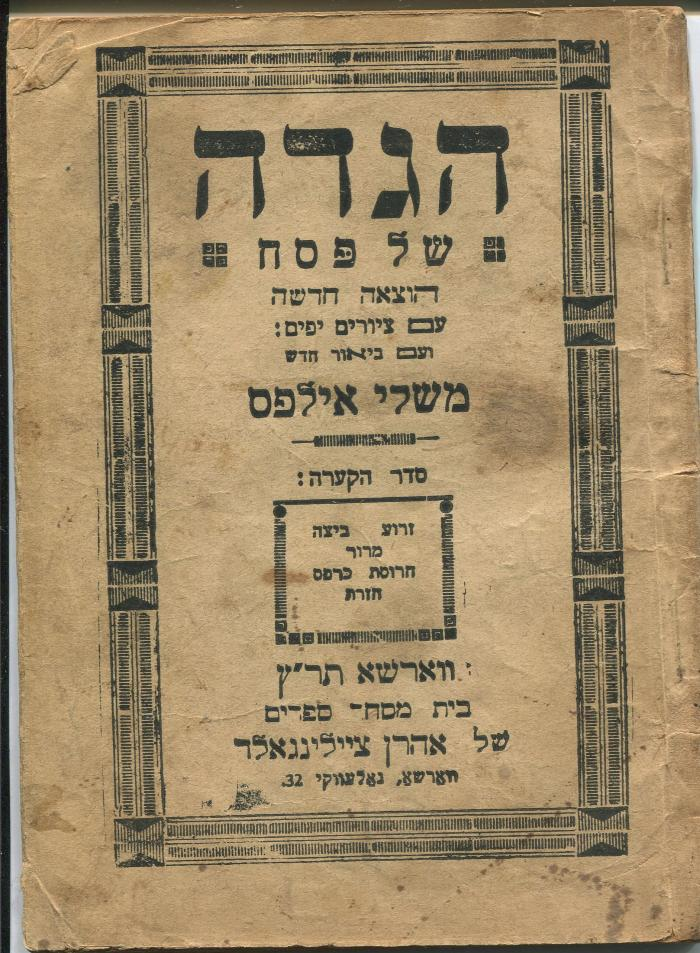 הגדה
של פסח
הוצאה חדשה
עם ציורים יפים:
ועם ביאור חדש
משלי אילפס
סדר הקערה:
זרוע ביצה
מרור
חרוסת כרפס
חזרת
ווארשא תר״ץ
בית מסחר ספרים
של אהרן ציילינגאלד
ווארשא, נאלעווקי 32.